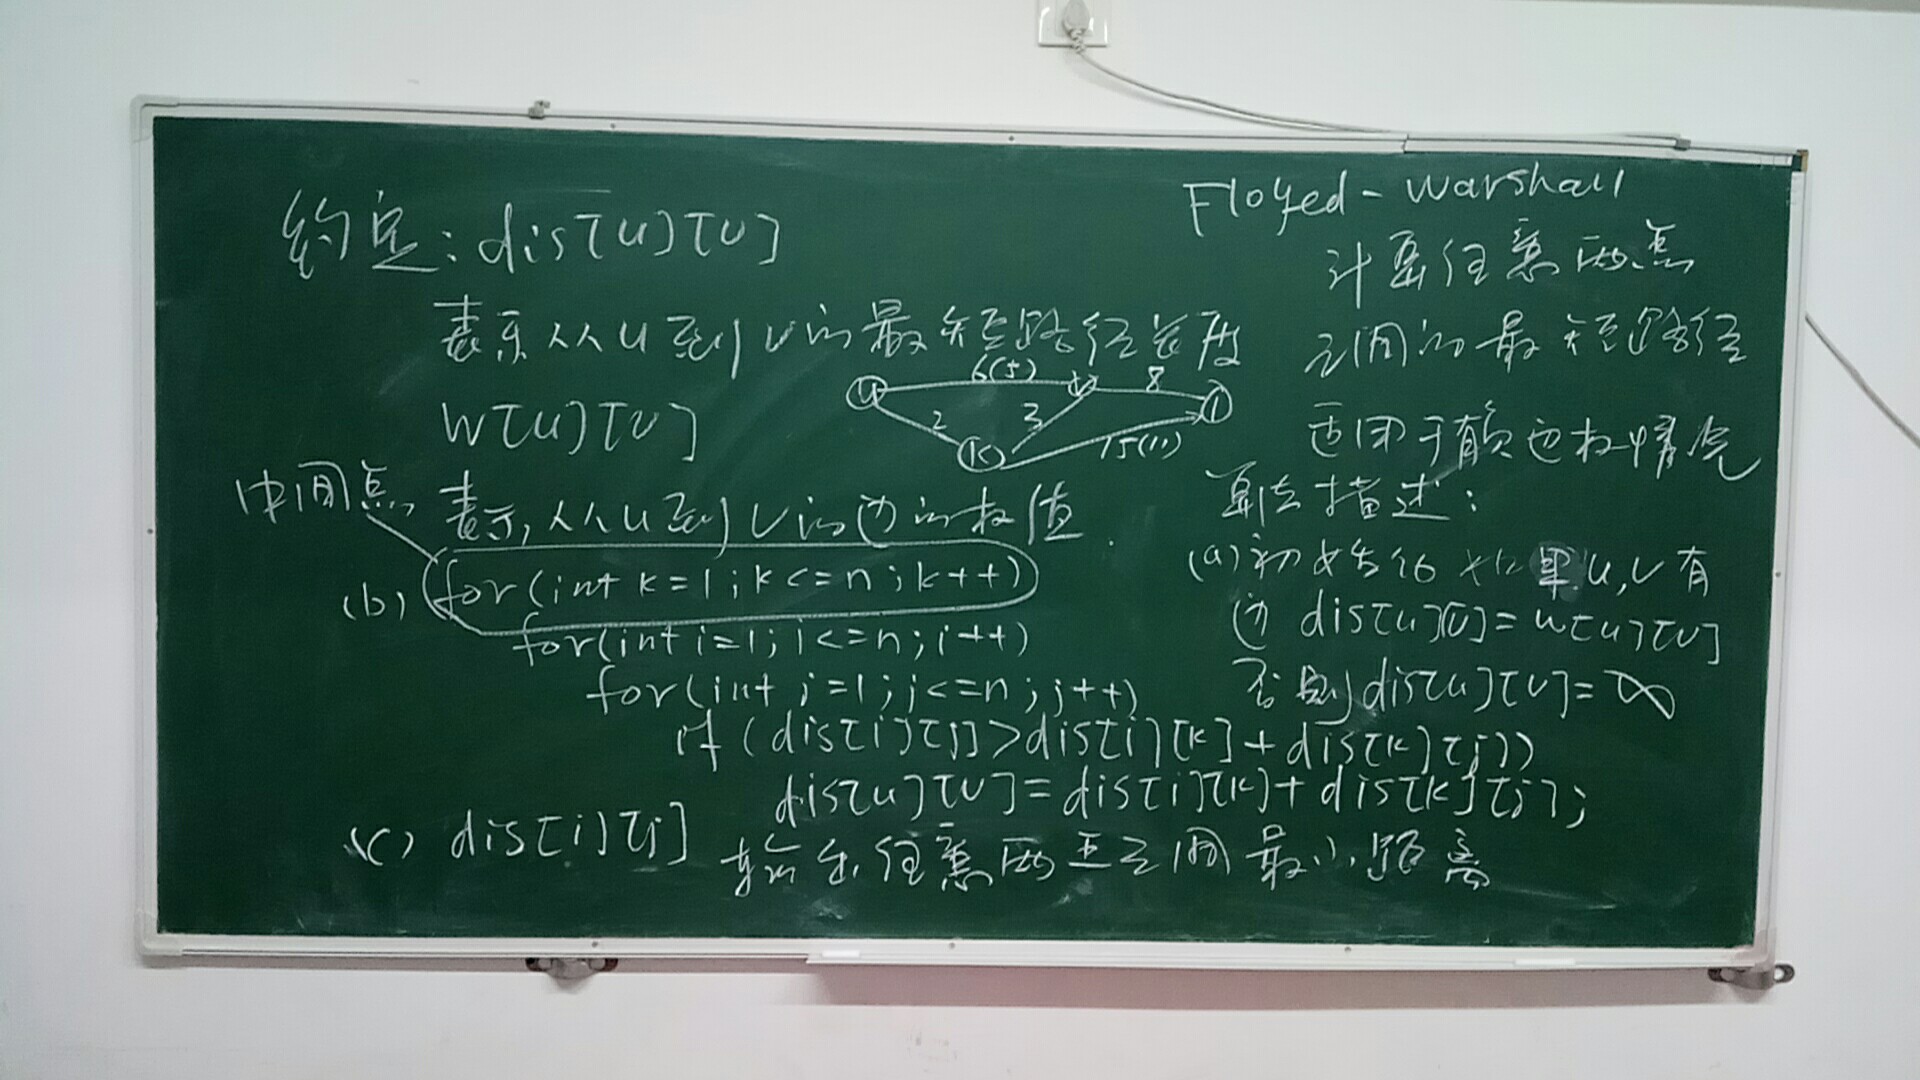 约定:dis[u][v]
表示从u到v的最短路径长度
w[u][v]
中间点
表示,从u到v的边的权值.
(b) for(int k=1;k<=n;k++)
for(int i=1;i<=n;i++)
for(int j=1;j<=n;j++)
if(dis[i][j]>dis[i][k]+dis[k][j])
dis[u][v]=dis[i][k]+dis[k][j];
(c) dis[i][j] 输出任意两点之间最小距离
u 6(5) v 8 1
2 3
k 15(11)
Floyed-Warshall
计算任意两点
之间的最短路径
适用于负边权情况
算法描述:
(a)初始化 如果u,v有
边 dis[u][v]=w[u][v]
否则dis[u][v]=∞